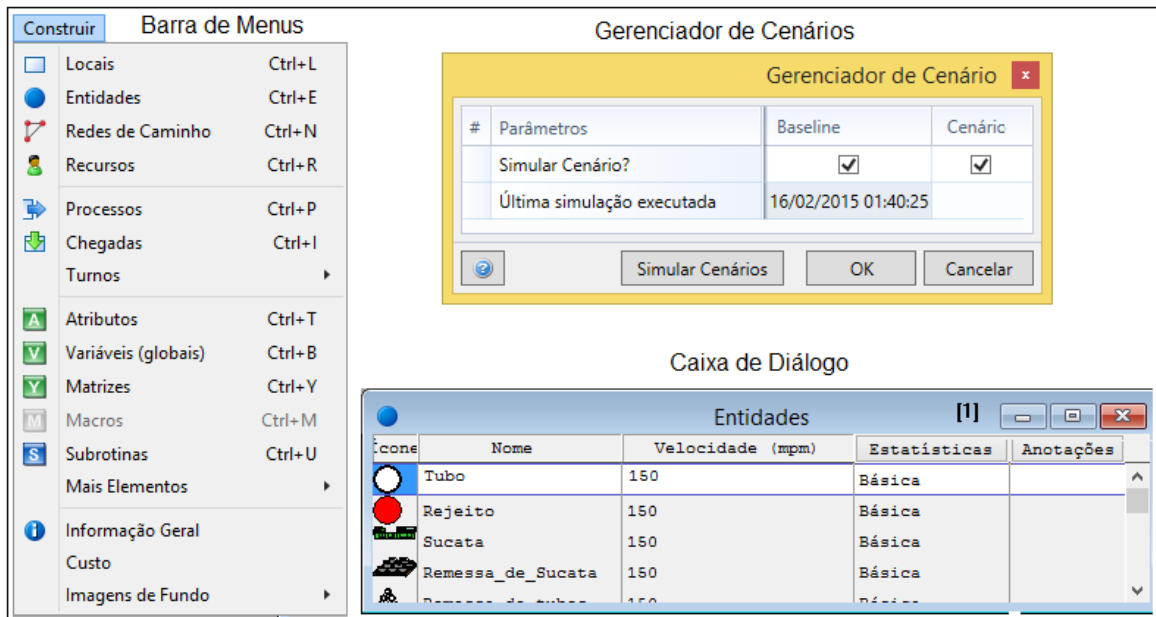 Construir
Barra de Menus
Locais Ctrl+L
Entidades Ctrl+E
Redes de Caminho Ctrl+N
Recursos Ctrl+R
Processos Ctrl+P
Chegadas Ctrl+I
Turnos
A Atributos Ctrl+T
V Variáveis (globais) Ctrl+B
Y Matrizes Ctrl+Y
M Macros Ctrl+M
S Subrotinas Ctrl+U
Mais Elementos
Informação Geral
Custo
Imagens de Fundo
Gerenciador de Cenários
Gerenciador de Cenário x
# Parâmetros Baseline Cenáric
Simular Cenário?
Última simulação executada 16/02/2015 01:40:25
? Simular Cenários OK Cancelar
Caixa de Diálogo
Entidades [1]
Ícone Nome Velocidade (mpm) Estatísticas Anotações
Tubo 150 Básica
Rejeito 150 Básica
Sucata 150 Básica
Remessa_de_Sucata 150 Básica